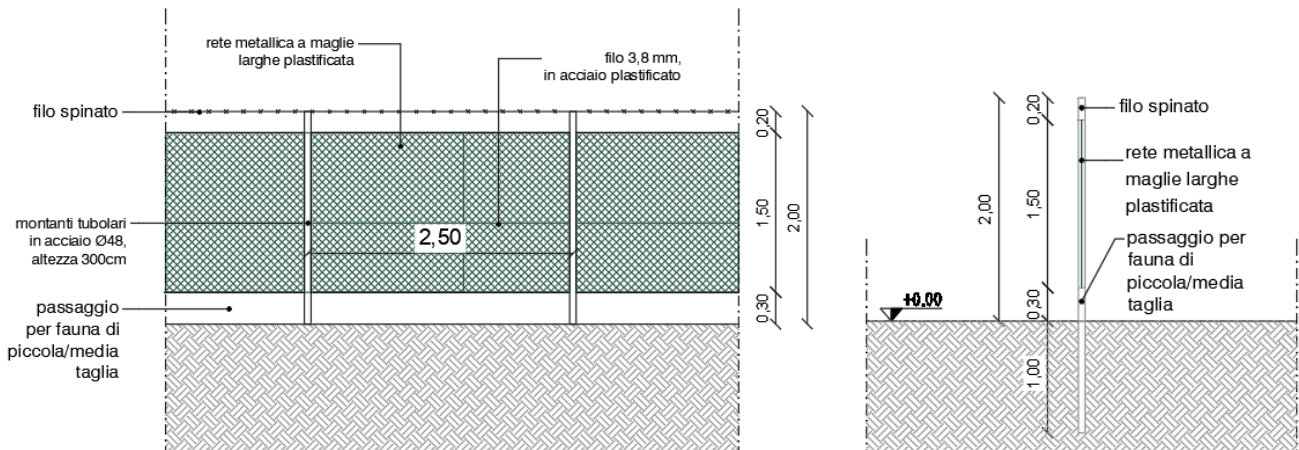 rete metallica a maglie
larghe plastificata
filo 3,8 mm,
in acciaio plastificato
filo spinato
montanti tubolari
in acciaio Ø48,
altezza 300cm
2,50
passaggio
per fauna di
piccola/media
taglia
0,20
1,50
2,00
0,30
filo spinato
rete metallica a
maglie larghe
plastificata
passaggio per
fauna di
piccola/media
taglia
2,00
0,20
1,50
0,30
1,00
+0.00